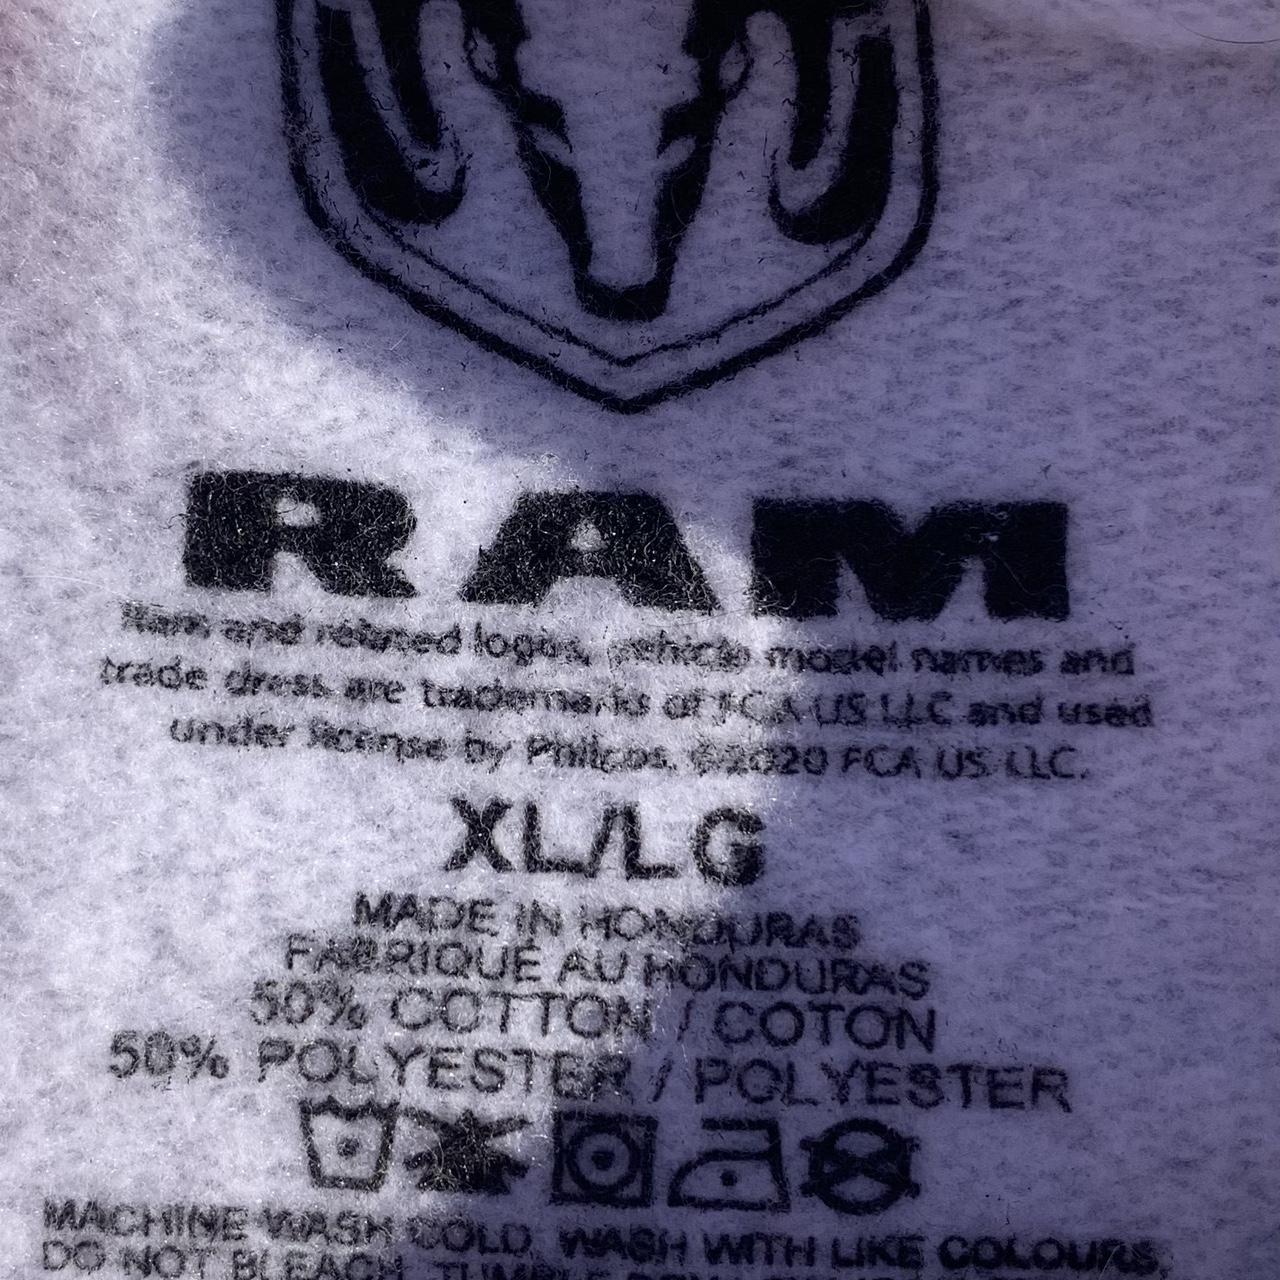 RAM
Ram and related logos, vehicle model names and
trade dress are trademarks of FCA US LLC and used
under license by Philcos. ©2020 FCA US LLC.
XL/LG
MADE IN HONDURAS
FABRIQUÉ AU HONDURAS
50% COTTON / COTON
50% POLYESTER / POLYESTER
MACHINE WASH COLD, WASH WITH LIKE COLOURS,
DO NOT BLEACH, TUMBLE